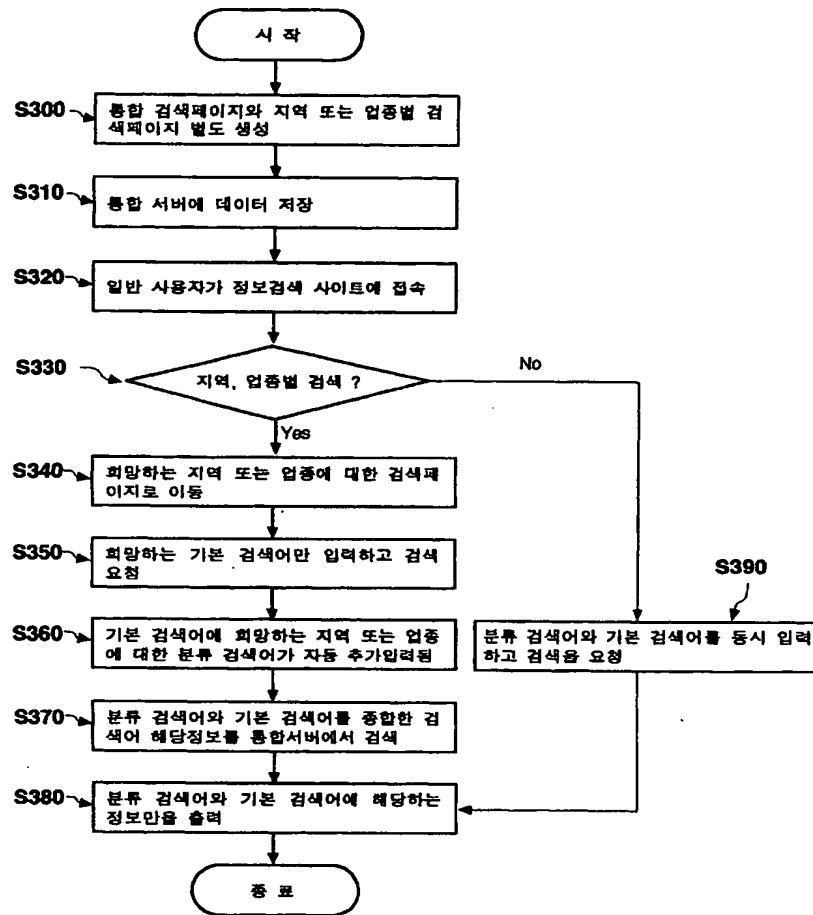 시 작
S300
통합 검색페이지와 지역 또는 업종별 검
색페이지 별도 생성
S310
통합 서버에 데이터 저장
S320
일반 사용자가 정보검색 사이트에 접속
S330
지역, 업종별 검색 ?
No
Yes
S340
희망하는 지역 또는 업종에 대한 검색페
이지로 이동
S350
희망하는 기본 검색어만 입력하고 검색
요청
S390
S360
기본 검색어에 희망하는 지역 또는 업종
에 대한 분류 검색어가 자동 추가입력됨
분류 검색어와 기본 검색어를 동시 입력
하고 검색을 요청
S370
분류 검색어와 기본 검색어를 종합한 검
색어 해당정보를 통합서버에서 검색
S380
분류 검색어와 기본 검색어에 해당하는
정보만을 출력
종 료